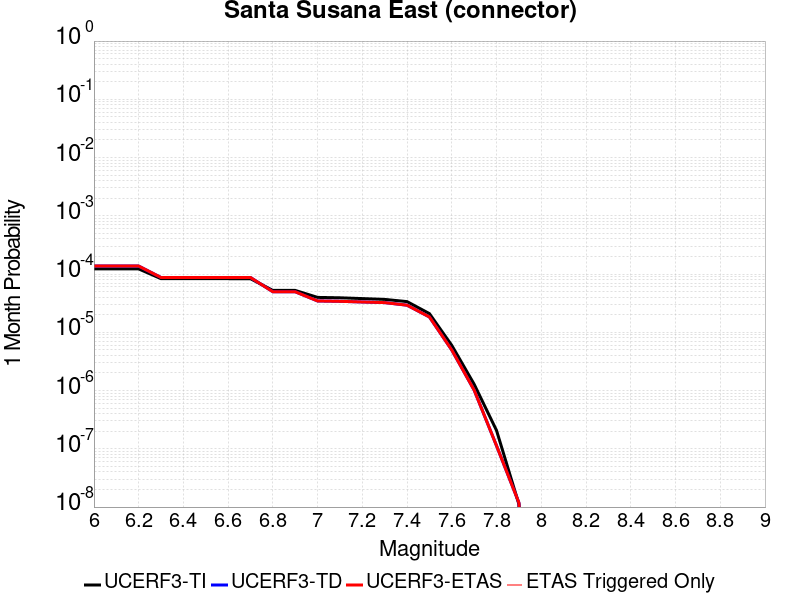 Santa Susana East (connector)
10^0
10^-1
10^-2
10^-3
10^-4
10^-5
10^-6
10^-7
10^-8
1 Month Probability
6 6.2 6.4 6.6 6.8 7 7.2 7.4 7.6 7.8 8 8.2 8.4 8.6 8.8 9
Magnitude
UCERF3-TI UCERF3-TD UCERF3-ETAS ETAS Triggered Only